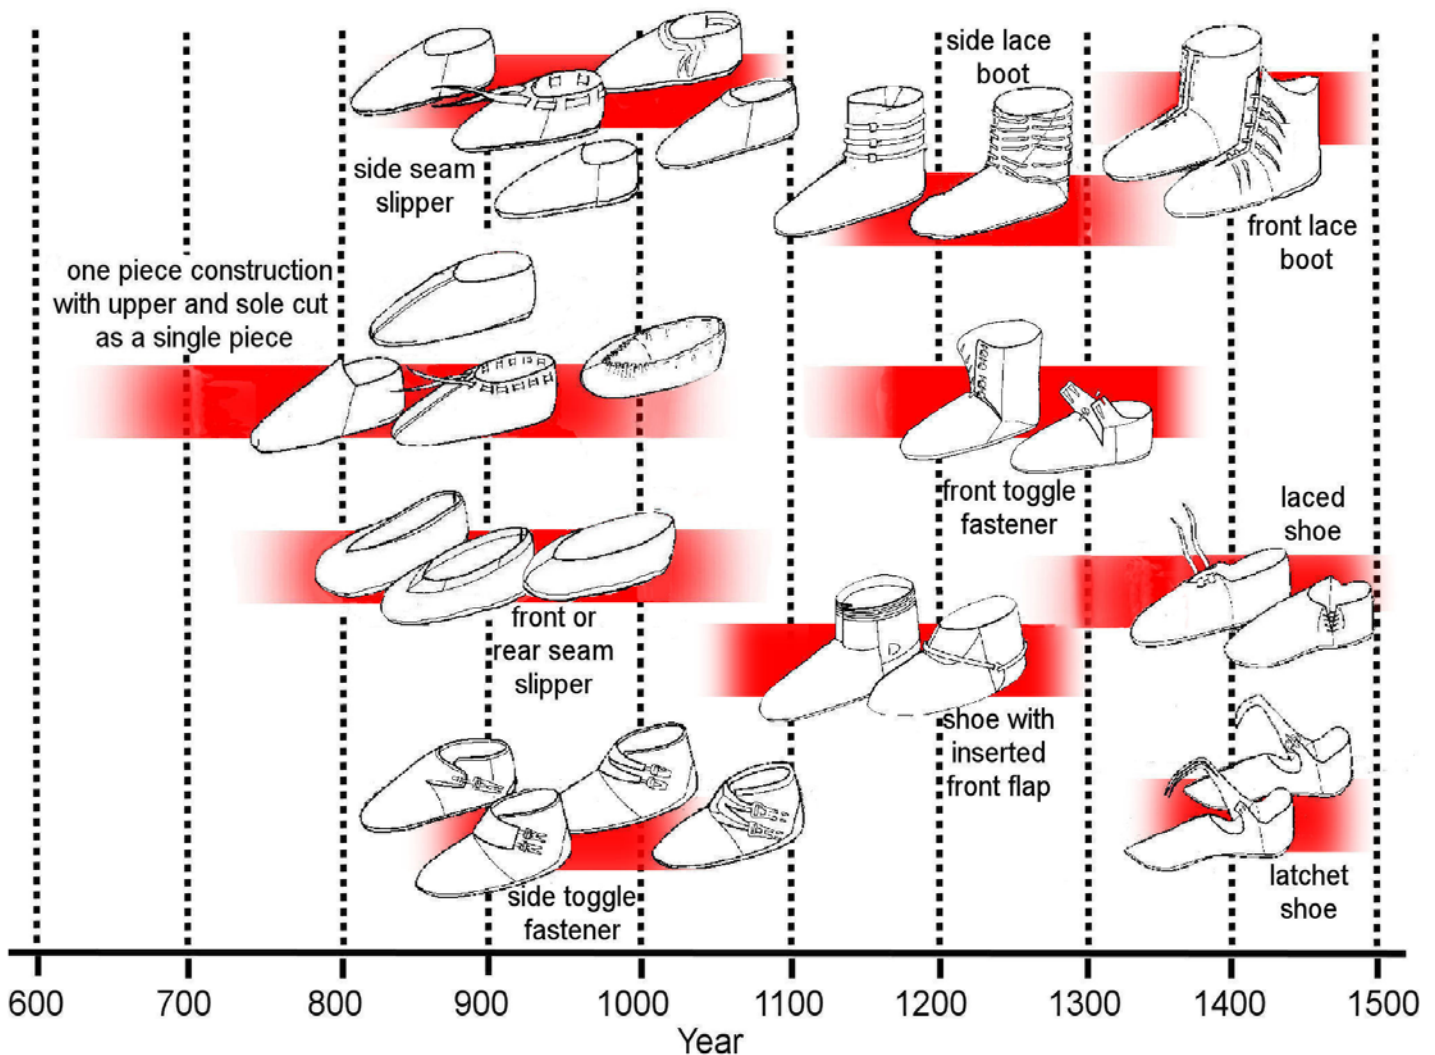 side lace
boot
side seam
slipper
front lace
boot
one piece construction
with upper and sole cut
as a single piece
front toggle
fastener
laced
shoe
front or
rear seam
slipper
shoe with
inserted
front flap
latchet
shoe
side toggle
fastener
600 700 800 900 1000 1100 1200 1300 1400 1500
Year